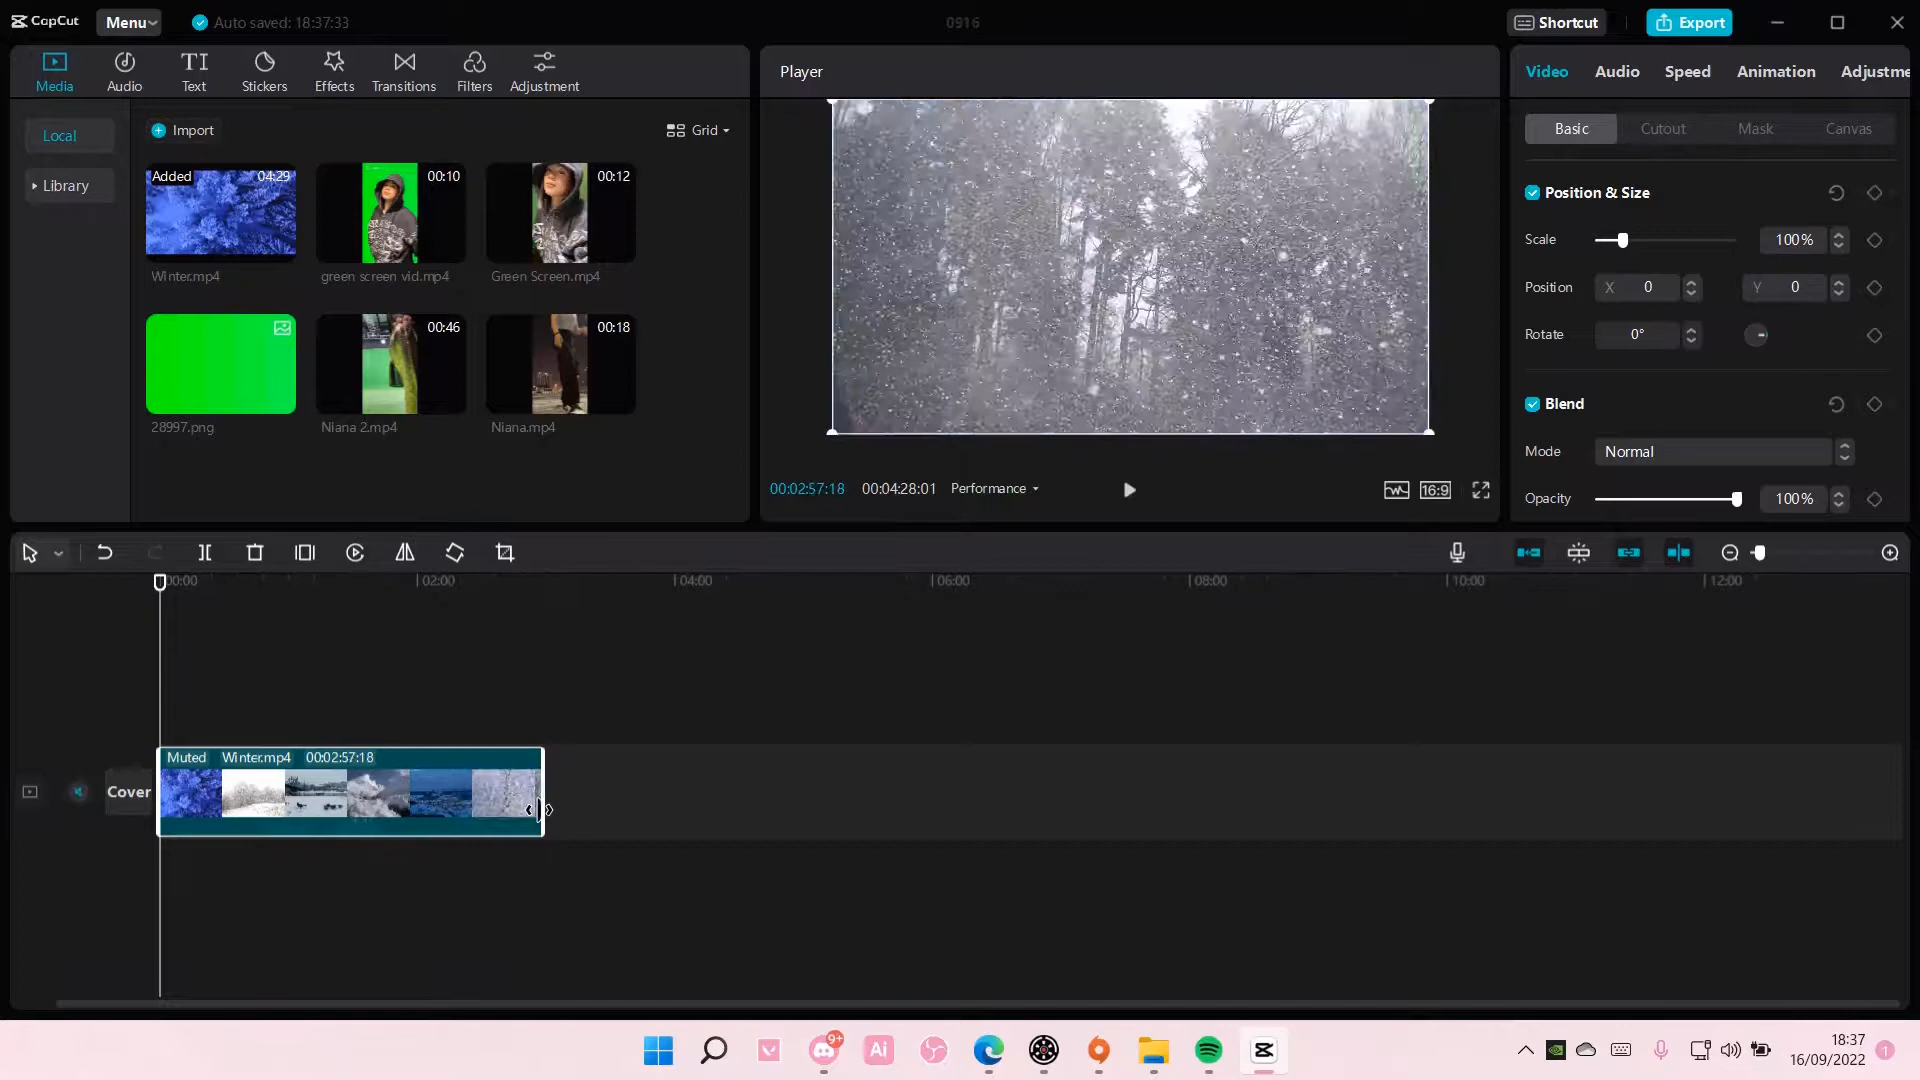 CapCut
Menu
Auto saved: 18:37:33
0916
Shortcut
Export
Media
Audio
Text
Stickers
Effects
Transitions
Filters
Adjustment
Player
Video
Audio
Speed
Animation
Adjustme
Local
Library
Import
Grid
Added
04:29
Winter.mp4
00:10
green screen vid.mp4
00:12
Green Screen.mp4
28997.png
00:46
Niana 2.mp4
00:18
Niana.mp4
00:02:57:18
00:04:28:01
Performance
16:9
Basic
Cutout
Mask
Canvas
Position & Size
Scale
100%
Position
X 0
Y 0
Rotate
0°
Blend
Mode
Normal
Opacity
100%
00:00
02:00
04:00
06:00
08:00
10:00
12:00
Muted Winter.mp4 00:02:57:18
Cover
9+
Ai
18:37
16/09/2022
1